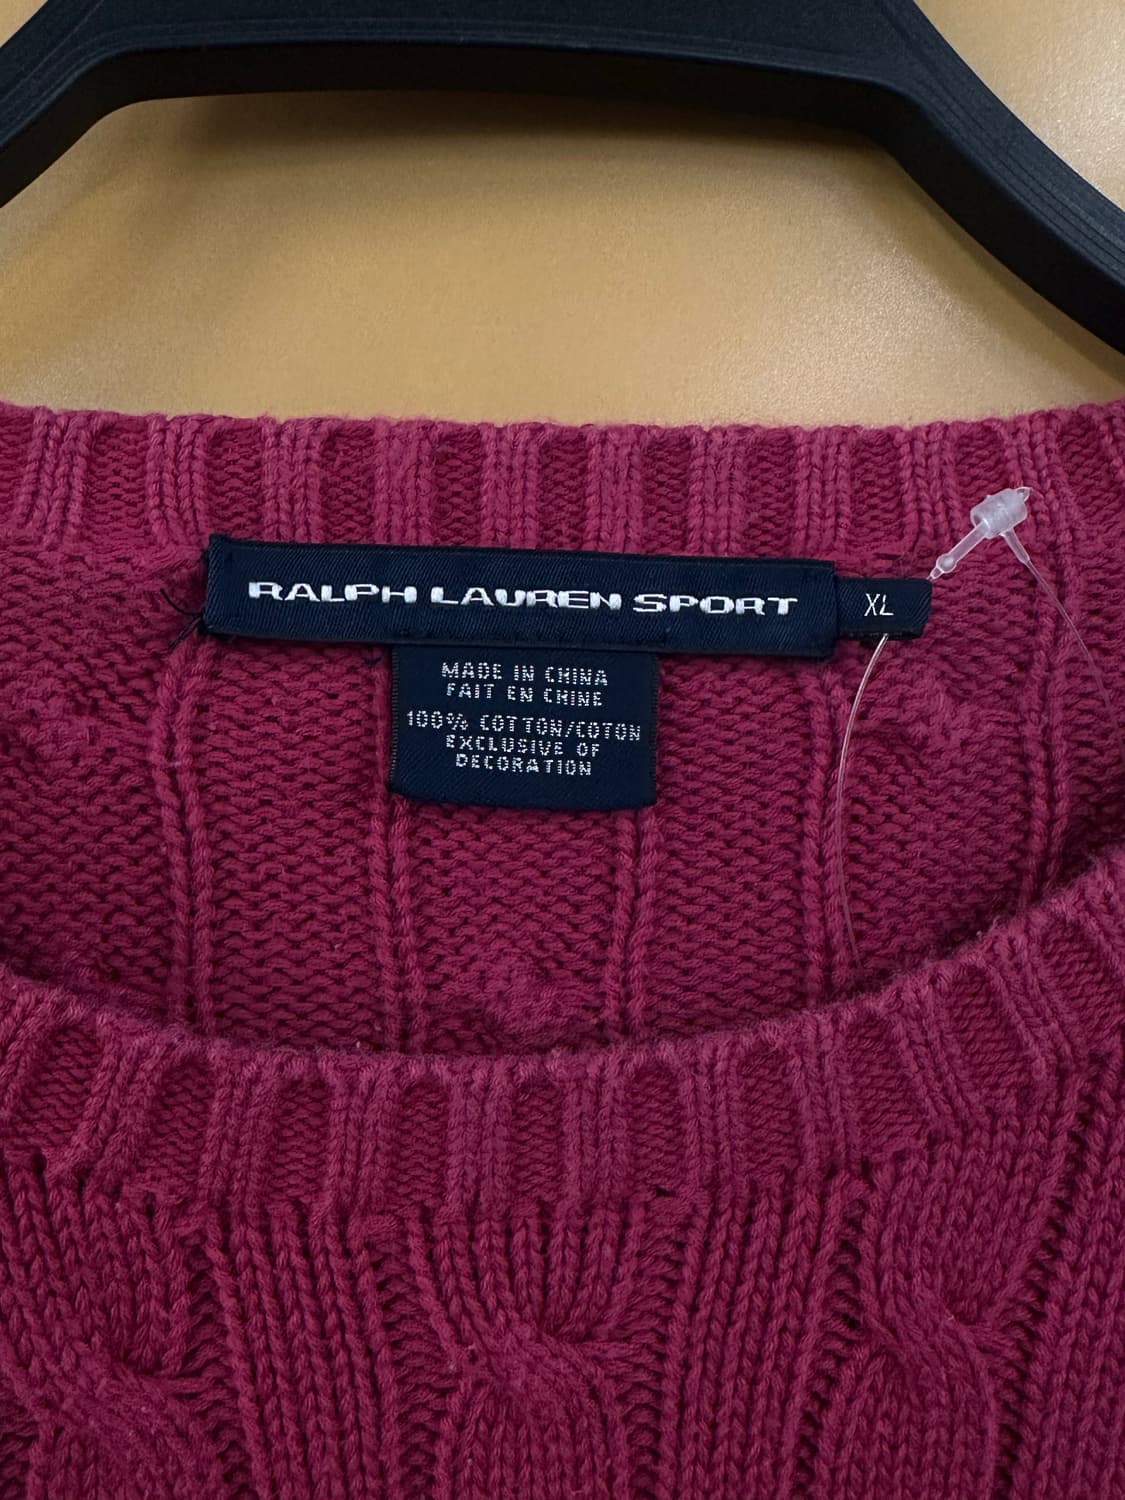 RALPH LAUREN SPORT
XL
MADE IN CHINA
FAIT EN CHINE
100% COTTON/COTON
EXCLUSIVE OF
DECORATION